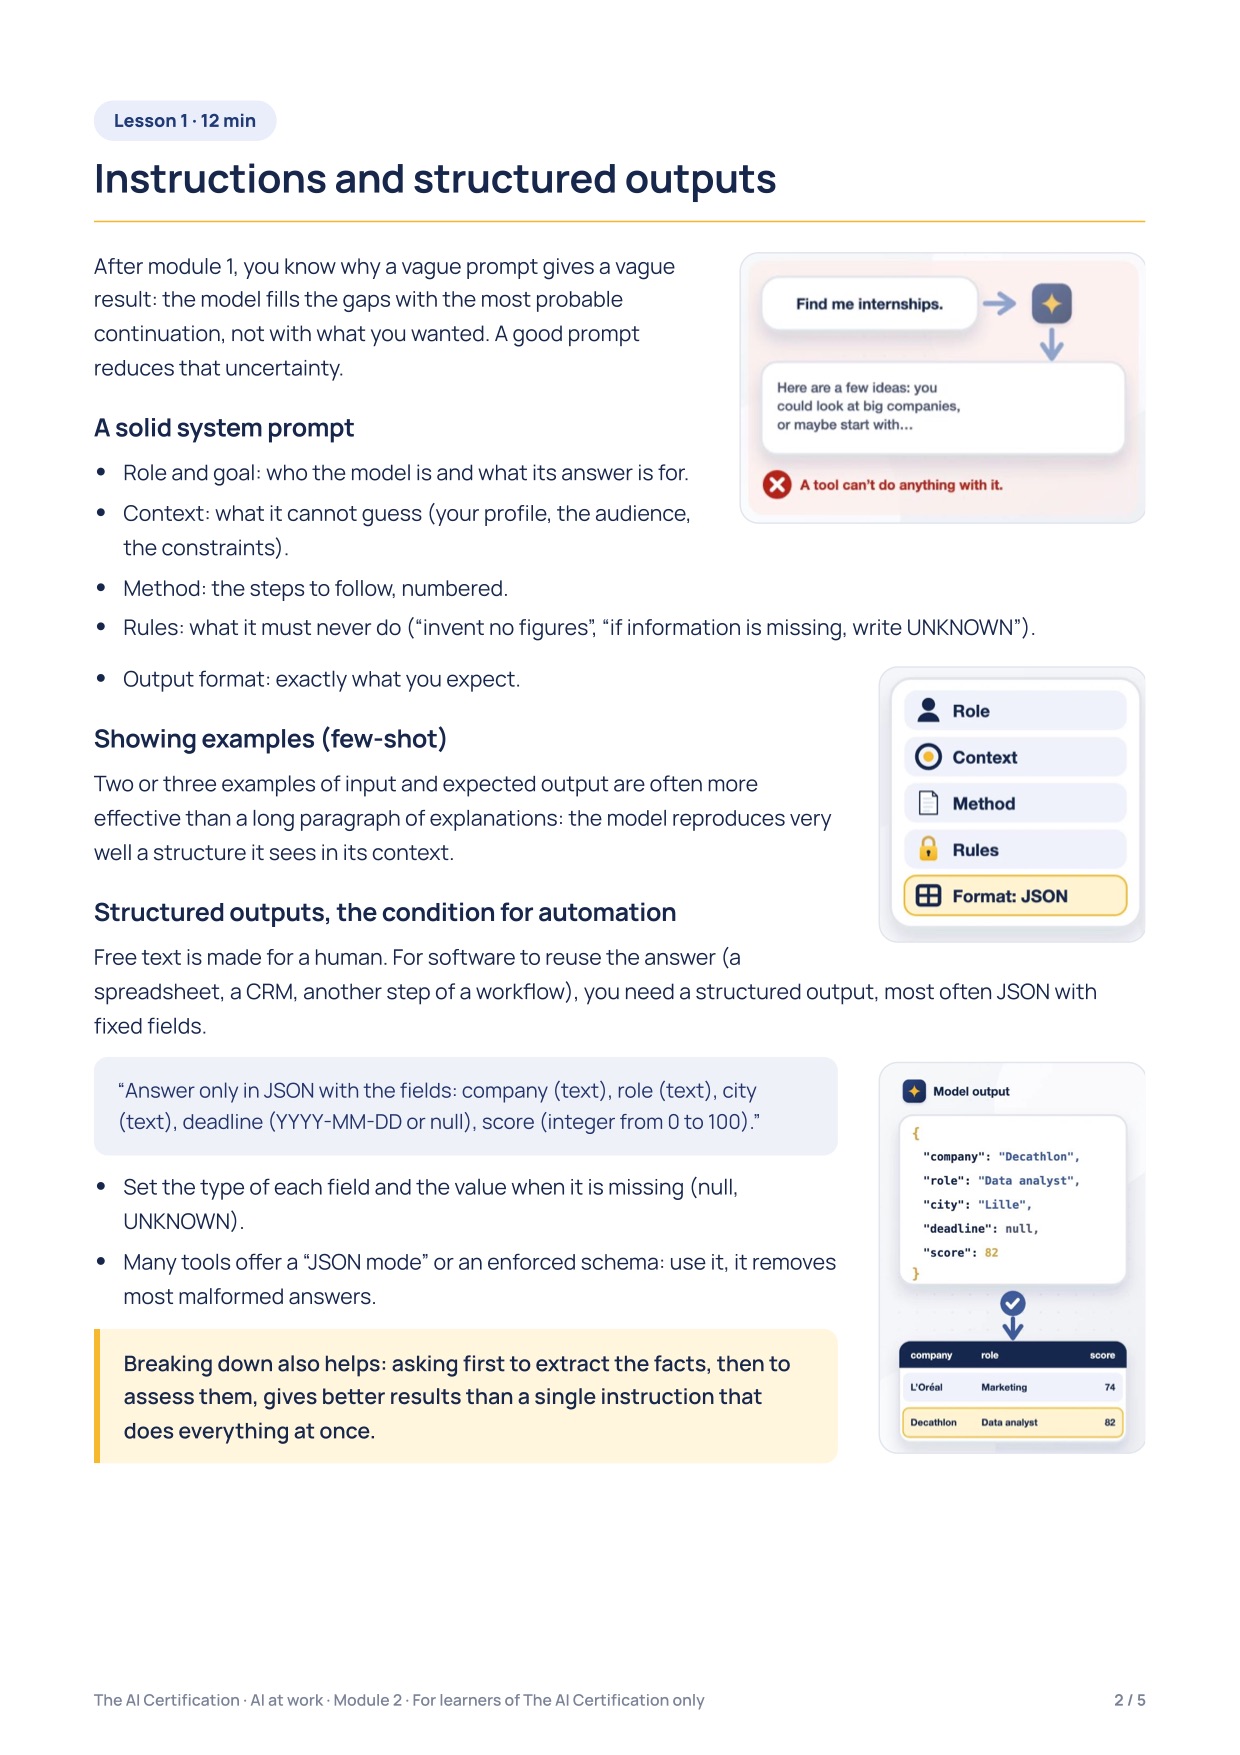 Lesson 1 · 12 min
Instructions and structured outputs
After module 1, you know why a vague prompt gives a vague
result: the model fills the gaps with the most probable
continuation, not with what you wanted. A good prompt
reduces that uncertainty.
Find me internships.
Here are a few ideas: you
could look at big companies,
or maybe start with...
A tool can't do anything with it.
A solid system prompt
• Role and goal: who the model is and what its answer is for.
• Context: what it cannot guess (your profile, the audience,
the constraints).
• Method: the steps to follow, numbered.
• Rules: what it must never do (“invent no figures”, “if information is missing, write UNKNOWN”).
• Output format: exactly what you expect.
Role
Context
Method
Rules
Format: JSON
Showing examples (few-shot)
Two or three examples of input and expected output are often more
effective than a long paragraph of explanations: the model reproduces very
well a structure it sees in its context.
Structured outputs, the condition for automation
Free text is made for a human. For software to reuse the answer (a
spreadsheet, a CRM, another step of a workflow), you need a structured output, most often JSON with
fixed fields.
“Answer only in JSON with the fields: company (text), role (text), city
(text), deadline (YYYY-MM-DD or null), score (integer from 0 to 100).”
• Set the type of each field and the value when it is missing (null,
UNKNOWN).
• Many tools offer a “JSON mode” or an enforced schema: use it, it removes
most malformed answers.
Breaking down also helps: asking first to extract the facts, then to
assess them, gives better results than a single instruction that
does everything at once.
Model output
{
"company": "Decathlon",
"role": "Data analyst",
"city": "Lille",
"deadline": null,
"score": 82
}
company role score
L'Oréal Marketing 74
Decathlon Data analyst 82
The AI Certification · AI at work · Module 2 · For learners of The AI Certification only
2 / 5